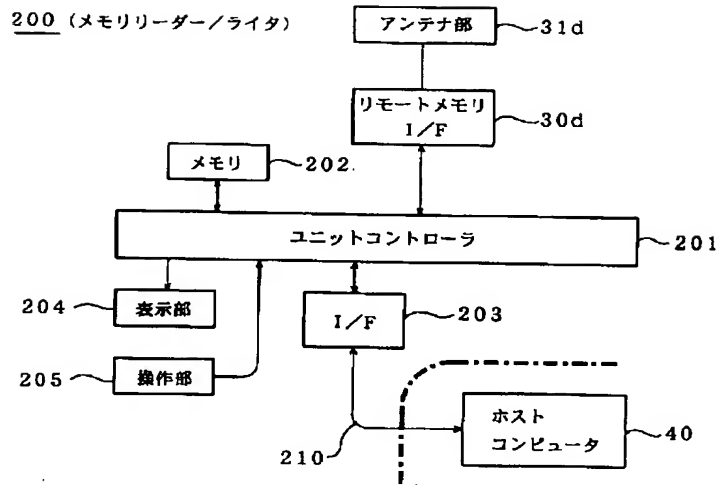 200 (メモリリーダー/ライタ)
アンテナ部
31d
リモートメモリ
I/F
30d
メモリ
202
ユニットコントローラ
201
204
表示部
I/F
203
205
操作部
210
ホスト
コンピュータ
40